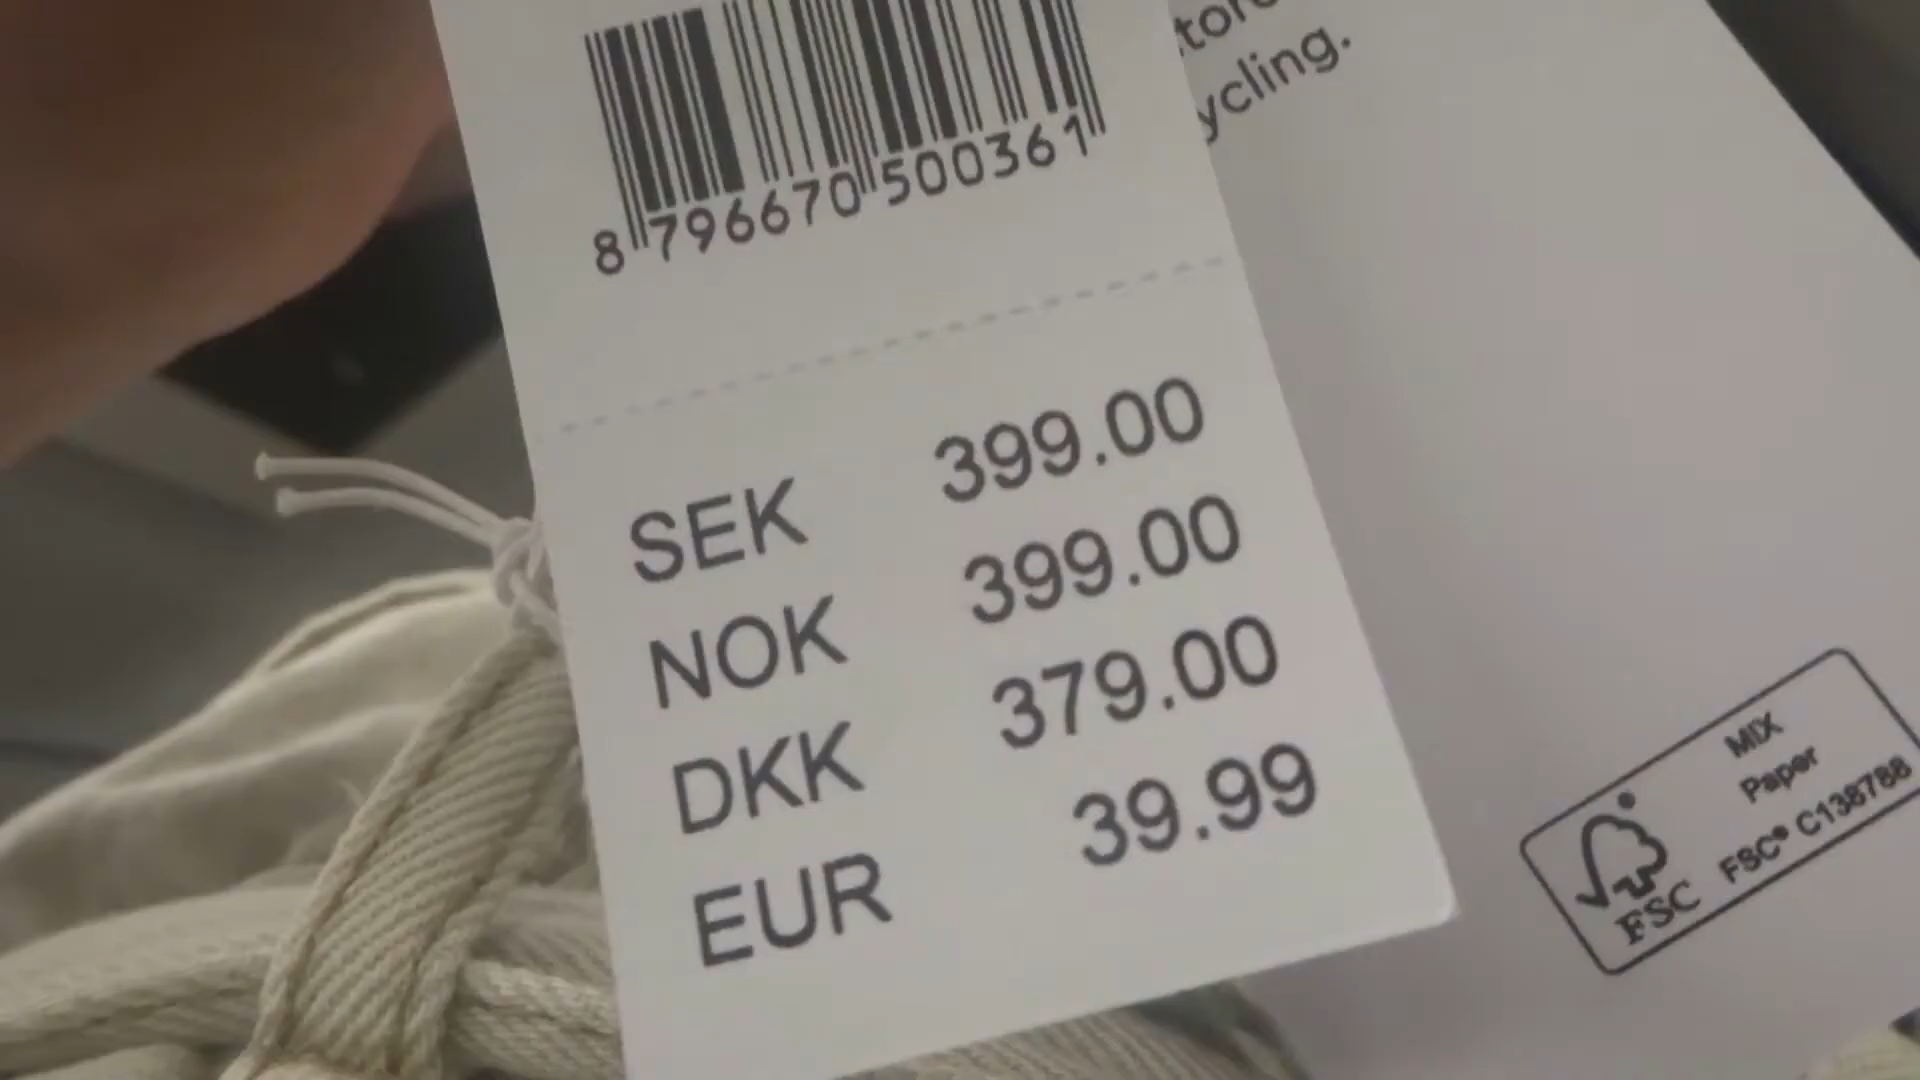 ycling.
8 796670 500361
SEK 399.00
NOK 399.00
DKK 379.00
EUR 39.99
MIX
Paper
FSC® C138788
FSC